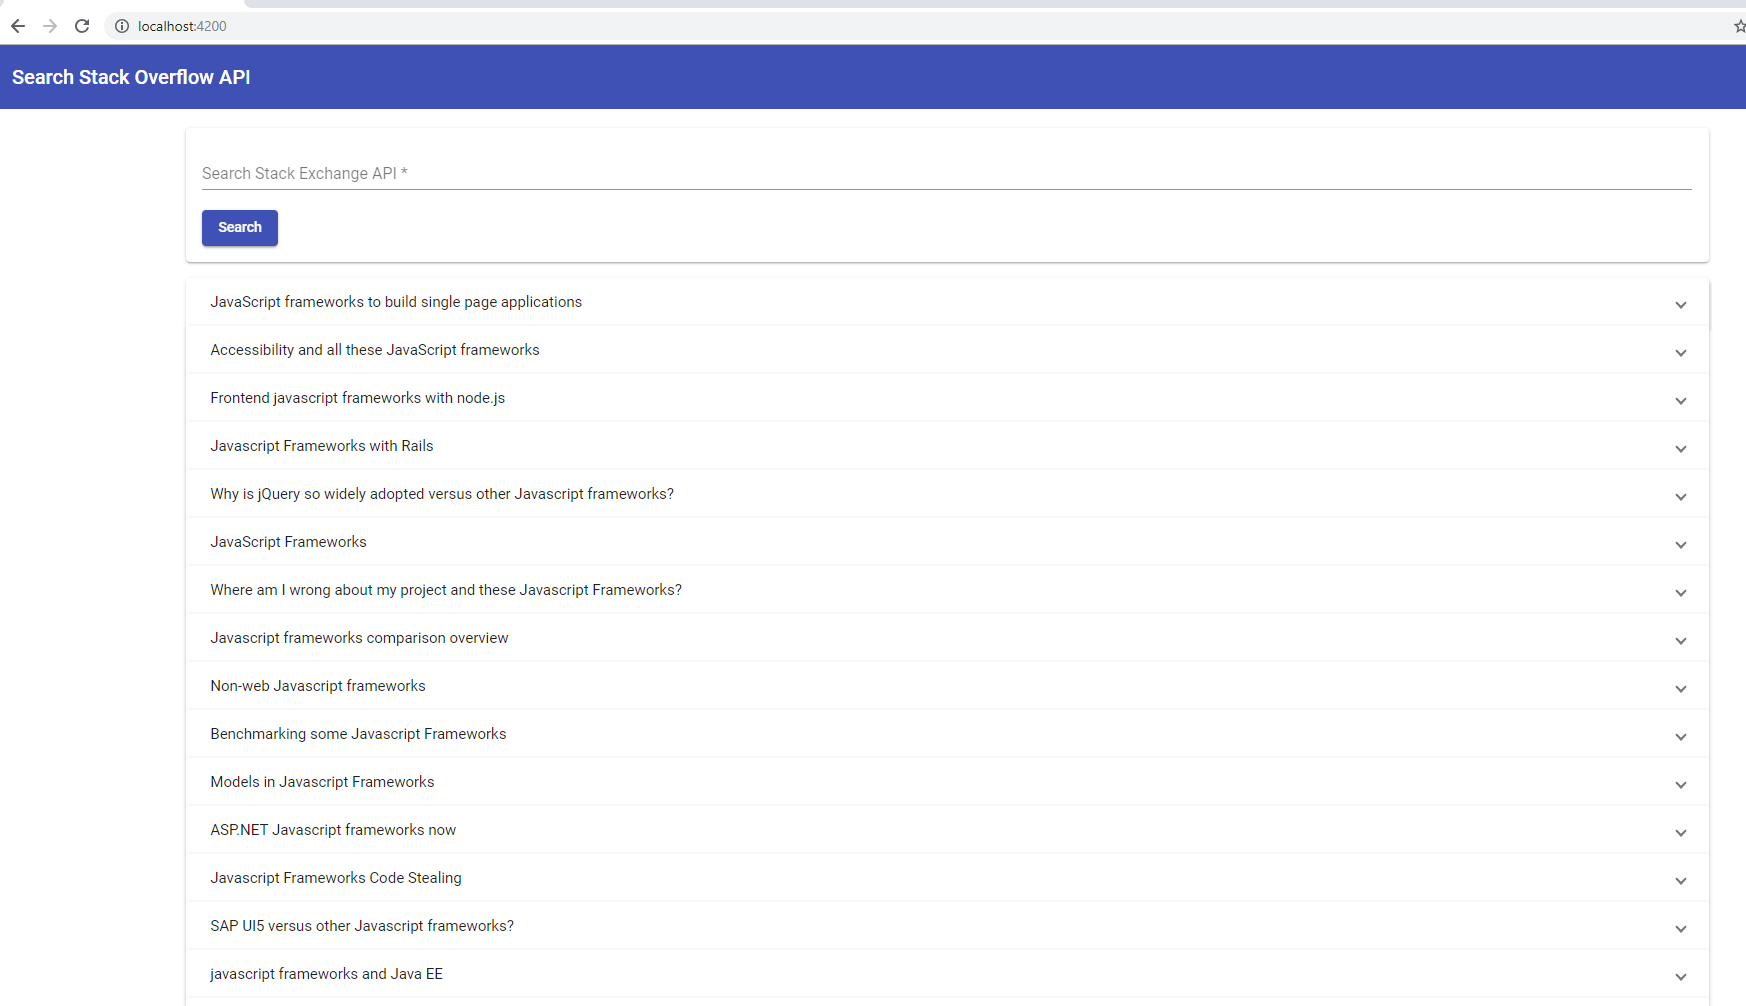 localhost:4200
Search Stack Overflow API
Search Stack Exchange API *
Search
JavaScript frameworks to build single page applications
Accessibility and all these JavaScript frameworks
Frontend javascript frameworks with node.js
Javascript Frameworks with Rails
Why is jQuery so widely adopted versus other Javascript frameworks?
JavaScript Frameworks
Where am I wrong about my project and these Javascript Frameworks?
Javascript frameworks comparison overview
Non-web Javascript frameworks
Benchmarking some Javascript Frameworks
Models in Javascript Frameworks
ASP.NET Javascript frameworks now
Javascript Frameworks Code Stealing
SAP UI5 versus other Javascript frameworks?
javascript frameworks and Java EE